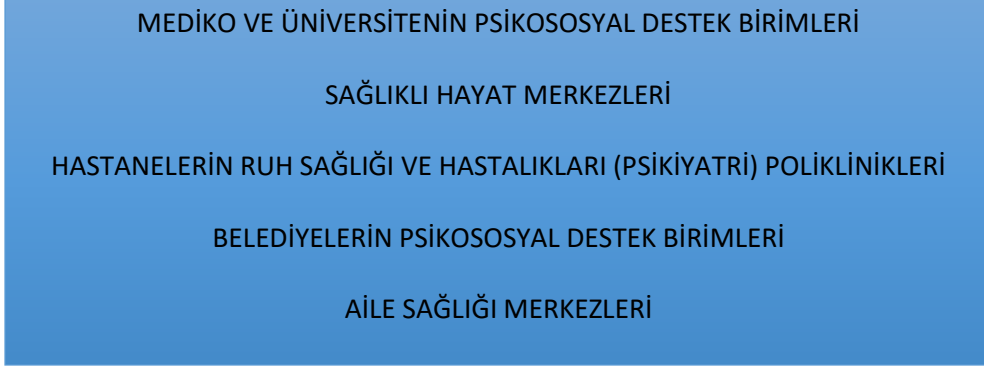 MEDİKO VE ÜNİVERSİTENİN PSİKOSOSYAL DESTEK BİRİMLERİ
SAĞLIKLI HAYAT MERKEZLERİ
HASTANELERİN RUH SAĞLIĞI VE HASTALIKLARI (PSİKİYATRİ) POLİKLİNİKLERİ
BELEDİYELERİN PSİKOSOSYAL DESTEK BİRİMLERİ
AİLE SAĞLIĞI MERKEZLERİ